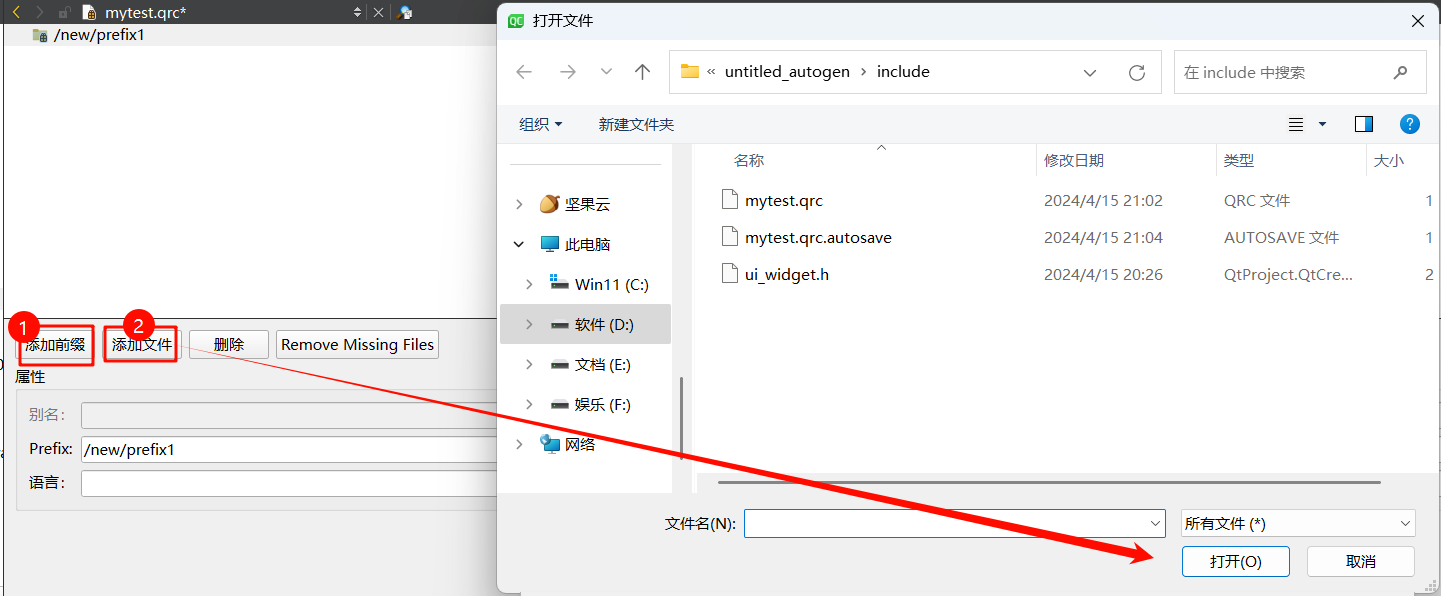 mytest.qrc*
/new/prefix1
1
2
添加前缀
添加文件
删除
Remove Missing Files
属性
别名:
Prefix:
/new/prefix1
语言:
QC
打开文件
« untitled_autogen › include
在 include 中搜索
组织
新建文件夹
?
名称
修改日期
类型
大小
mytest.qrc
2024/4/15 21:02
QRC 文件
1
mytest.qrc.autosave
2024/4/15 21:04
AUTOSAVE 文件
1
ui_widget.h
2024/4/15 20:26
QtProject.QtCre...
2
坚果云
此电脑
Win11 (C:)
软件 (D:)
文档 (E:)
娱乐 (F:)
网络
文件名(N):
所有文件 (*)
打开(O)
取消